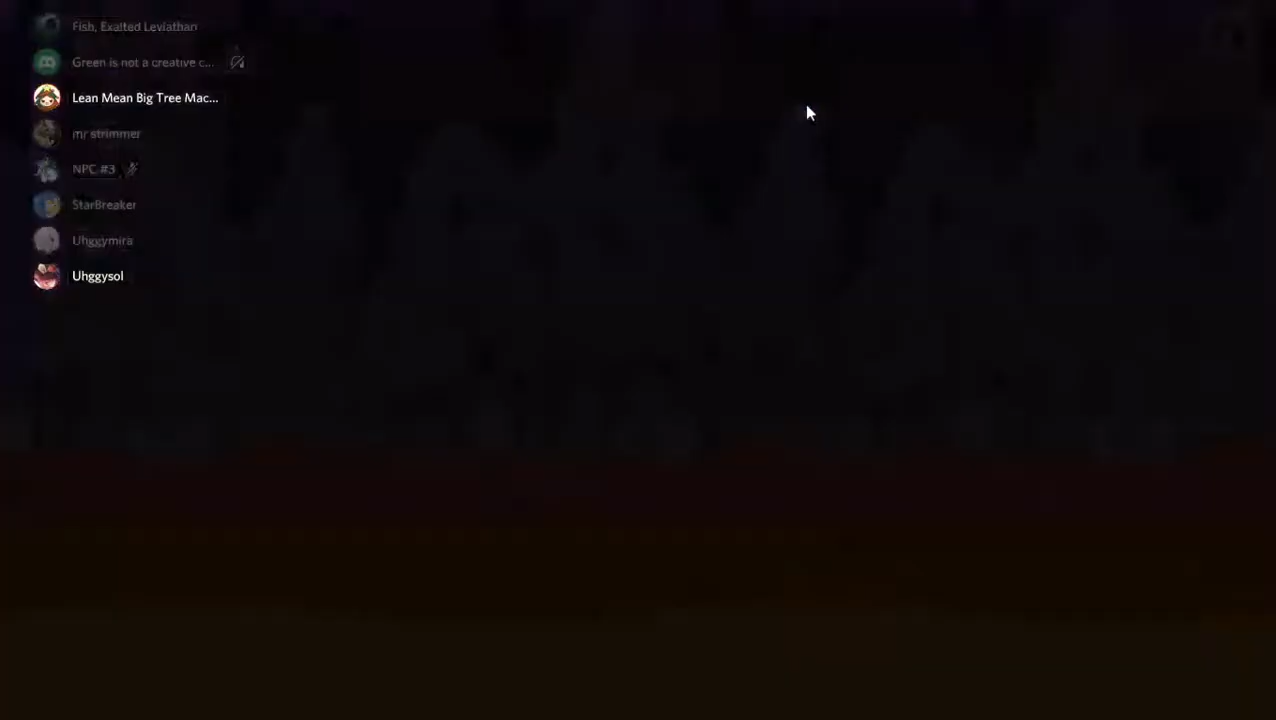 Fish, Exalted Leviathan
Green is not a creative c...
Lean Mean Big Tree Mac...
mr strimmer
NPC #3
StarBreaker
Uhggymira
Uhggysol